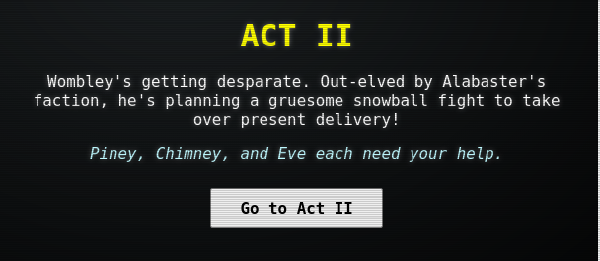 ACT II
Wombley's getting desparate. Out-elved by Alabaster's
faction, he's planning a gruesome snowball fight to take
over present delivery!
Piney, Chimney, and Eve each need your help.
Go to Act II